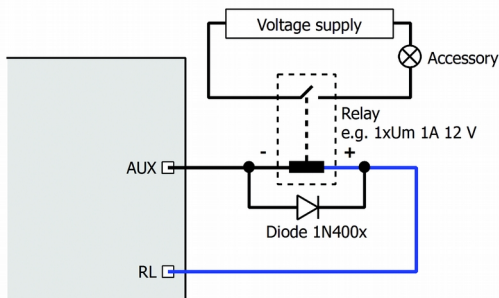 Voltage supply
Accessory
Relay
e.g. 1xUm 1A 12 V
- +
AUX
Diode 1N400x
RL